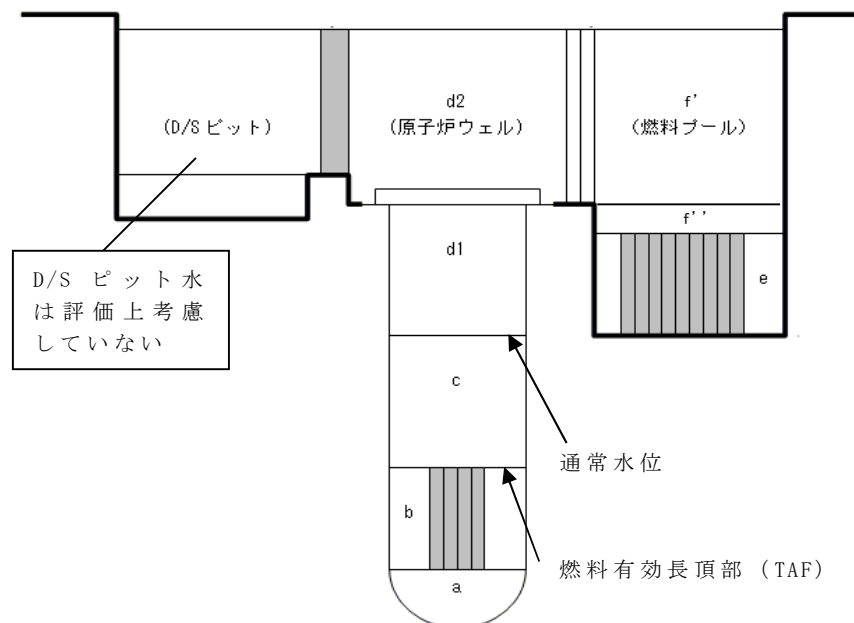 d2
f'
(D/Sピット)
(原子炉ウェル)
(燃料プール)
f''
d1
e
D/S ピット水
は評価上考慮
していない
c
通常水位
b
燃料有効長頂部 (TAF)
a